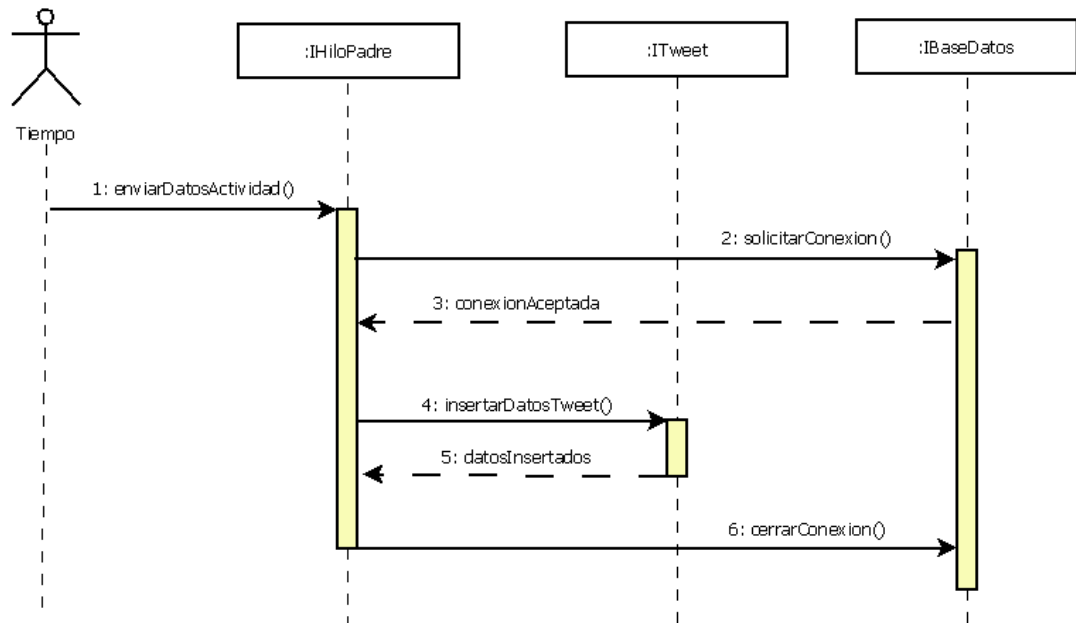 :IHiloPadre
:ITweet
:IBaseDatos
Tiempo
1: enviarDatosActividad()
2: solicitarConexion()
3: conexionAceptada
4: insertarDatosTweet()
5: datosInsertados
6: cerrarConexion()